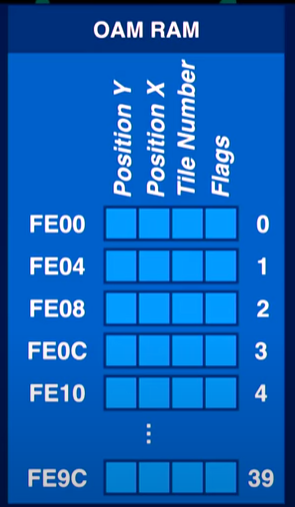 OAM RAM
Position Y
Position X
Tile Number
Flags
FE00 0
FE04 1
FE08 2
FE0C 3
FE10 4
...
FE9C 39